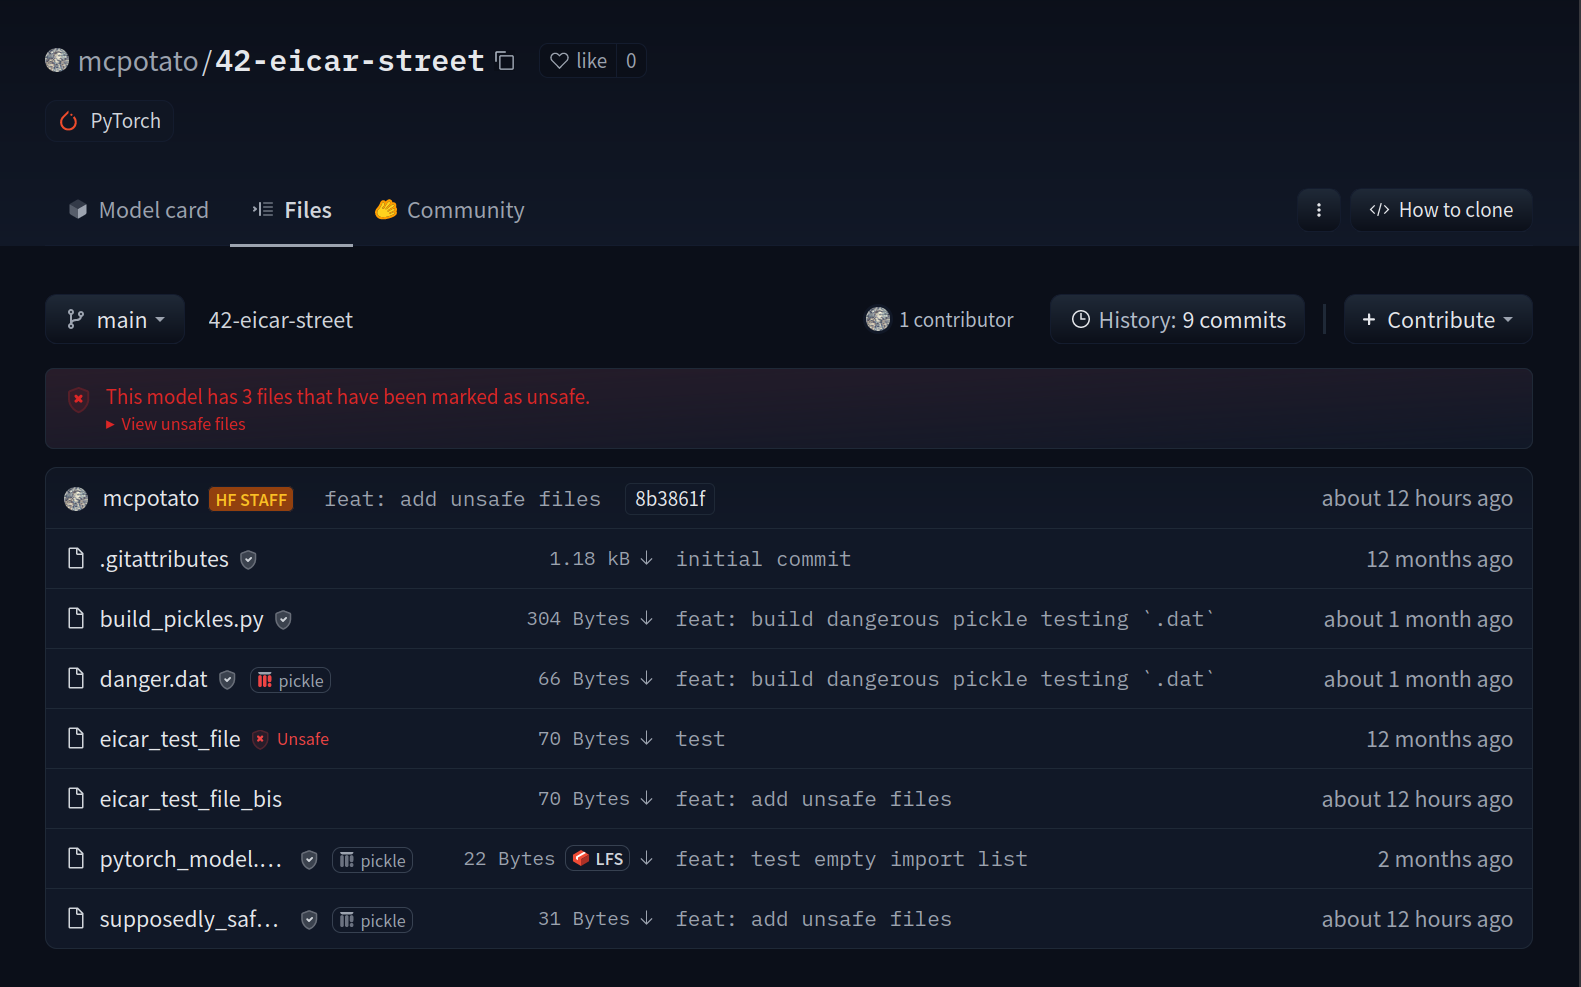 mcpotato/42-eicar-street like 0
PyTorch
Model card Files Community How to clone
main 42-eicar-street 1 contributor History: 9 commits + Contribute
This model has 3 files that have been marked as unsafe.
View unsafe files
mcpotato HF STAFF feat: add unsafe files 8b3861f about 12 hours ago
.gitattributes 1.18 kB initial commit 12 months ago
build_pickles.py 304 Bytes feat: build dangerous pickle testing `.dat` about 1 month ago
danger.dat pickle 66 Bytes feat: build dangerous pickle testing `.dat` about 1 month ago
eicar_test_file Unsafe 70 Bytes test 12 months ago
eicar_test_file_bis 70 Bytes feat: add unsafe files about 12 hours ago
pytorch_model.... pickle 22 Bytes LFS feat: test empty import list 2 months ago
supposedly_saf... pickle 31 Bytes feat: add unsafe files about 12 hours ago